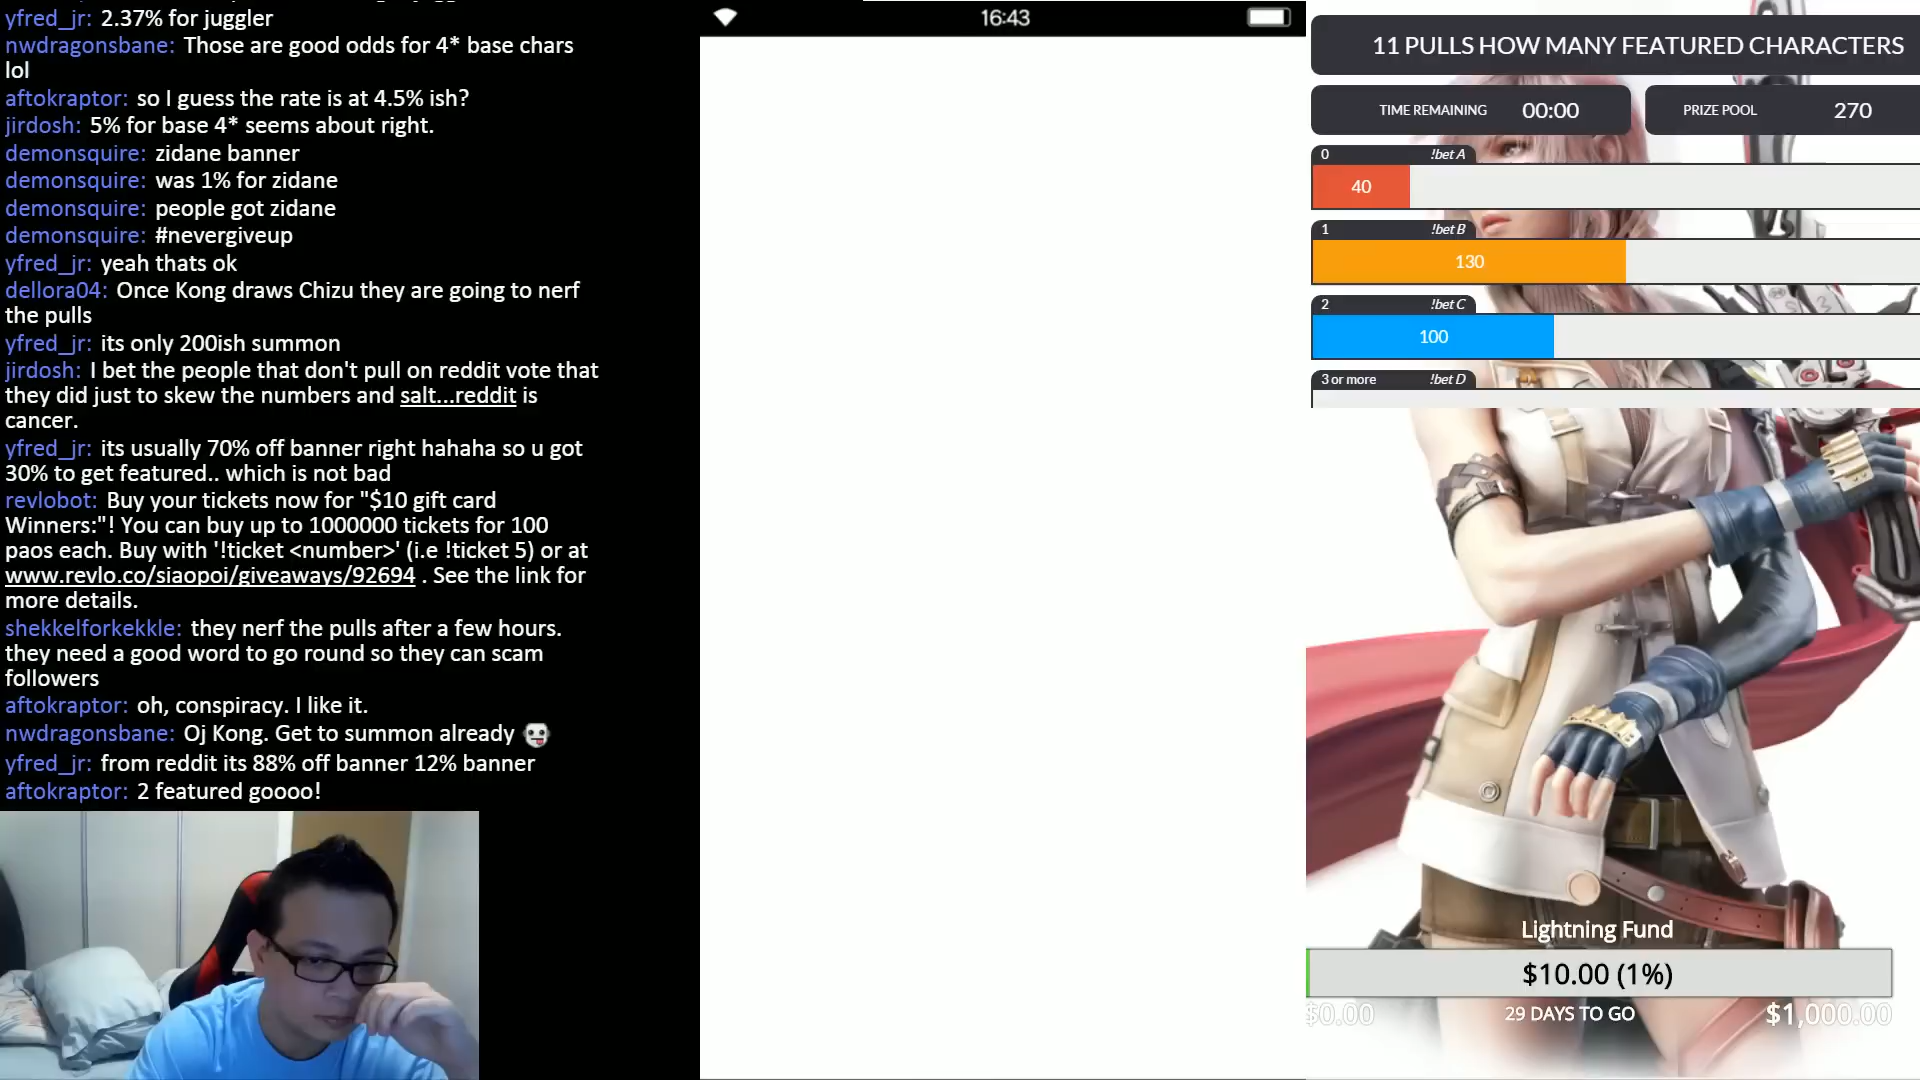 yfred_jr: 2.37% for juggler
nwdragonsbane: Those are good odds for 4* base chars
lol
aftokraptor: so I guess the rate is at 4.5% ish?
jirdosh: 5% for base 4* seems about right.
demonsquire: zidane banner
demonsquire: was 1% for zidane
demonsquire: people got zidane
demonsquire: #nevergiveup
yfred_jr: yeah thats ok
dellora04: Once Kong draws Chizu they are going to nerf
the pulls
yfred_jr: its only 200ish summon
jirdosh: I bet the people that don't pull on reddit vote that
they did just to skew the numbers and salt...reddit is
cancer.
yfred_jr: its usually 70% off banner right hahaha so u got
30% to get featured.. which is not bad
revlobot: Buy your tickets now for "$10 gift card
Winners:"! You can buy up to 1000000 tickets for 100
paos each. Buy with '!ticket <number>' (i.e !ticket 5) or at
www.revlo.co/siaopoi/giveaways/92694 . See the link for
more details.
shekkelforkekkle: they nerf the pulls after a few hours.
they need a good word to go round so they can scam
followers
aftokraptor: oh, conspiracy. I like it.
nwdragonsbane: Oj Kong. Get to summon already
yfred_jr: from reddit its 88% off banner 12% banner
aftokraptor: 2 featured goooo!
16:43
11 PULLS HOW MANY FEATURED CHARACTERS
TIME REMAINING 00:00
PRIZE POOL 270
0 !bet A
40
1 !bet B
130
2 !bet C
100
3 or more !bet D
Lightning Fund
$10.00 (1%)
$0.00 29 DAYS TO GO $1,000.00